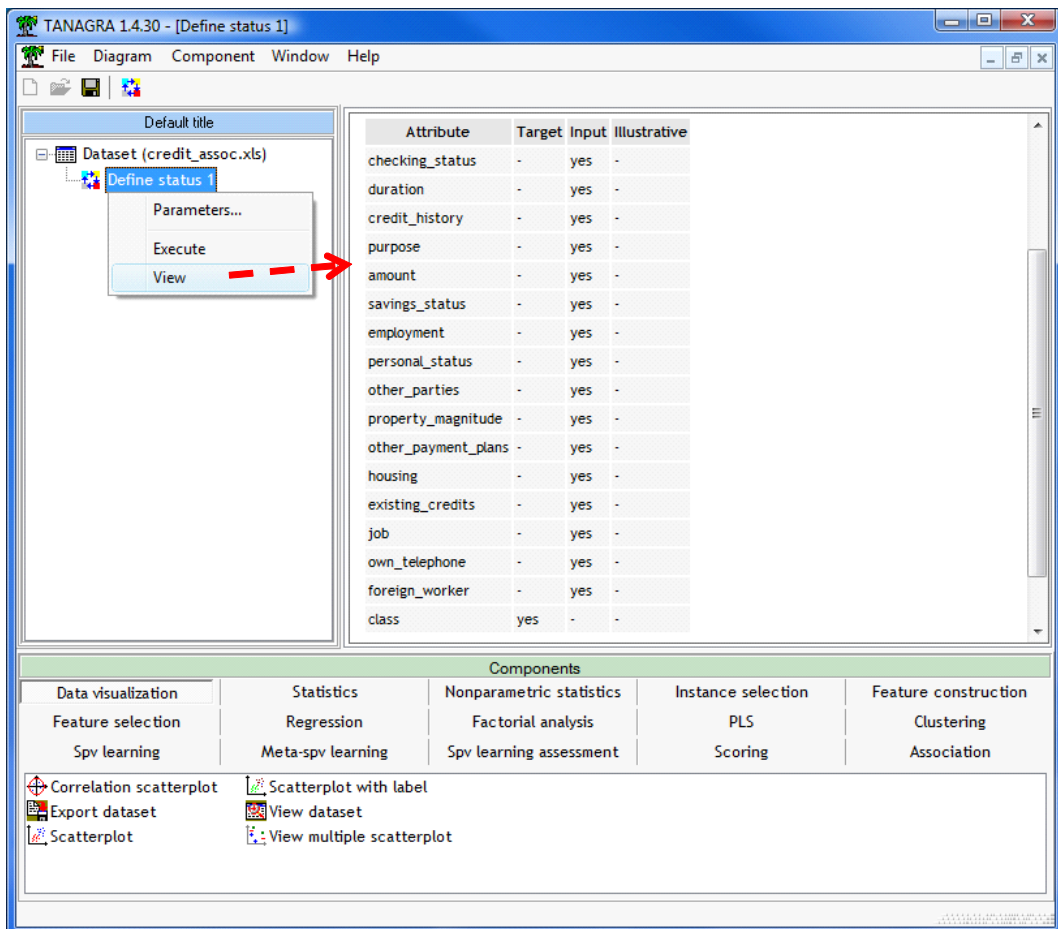 TANAGRA 1.4.30 - [Define status 1]
File Diagram Component Window Help
Default title
Dataset (credit_assoc.xls)
Define status 1
Parameters...
Execute
View
Attribute Target Input Illustrative
checking_status - yes -
duration - yes -
credit_history - yes -
purpose - yes -
amount - yes -
savings_status - yes -
employment - yes -
personal_status - yes -
other_parties - yes -
property_magnitude - yes -
other_payment_plans - yes -
housing - yes -
existing_credits - yes -
job - yes -
own_telephone - yes -
foreign_worker - yes -
class yes - -
Components
Data visualization Statistics Nonparametric statistics Instance selection Feature construction
Feature selection Regression Factorial analysis PLS Clustering
Spv learning Meta-spv learning Spv learning assessment Scoring Association
Correlation scatterplot Scatterplot with label
Export dataset View dataset
Scatterplot View multiple scatterplot